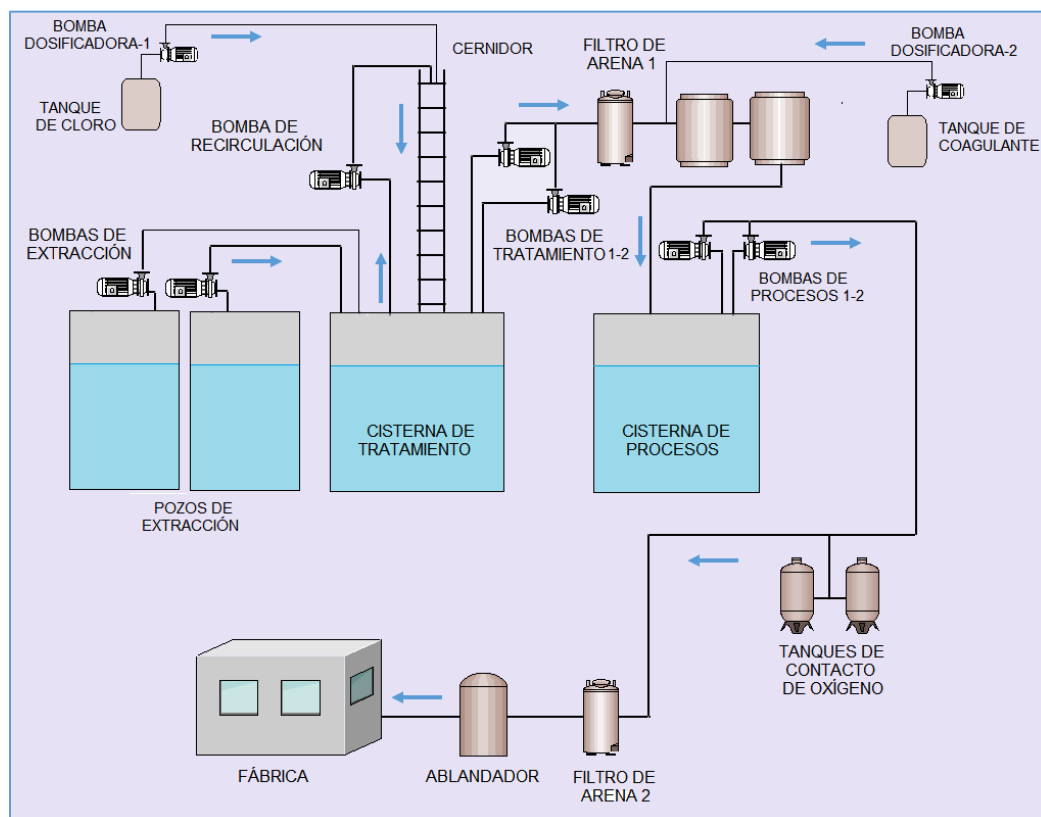 BOMBA
DOSIFICADORA-1
TANQUE
DE CLORO
CERNIDOR
FILTRO DE
ARENA 1
BOMBA
DOSIFICADORA-2
TANQUE DE
COAGULANTE
BOMBA DE
RECIRCULACIÓN
BOMBAS DE
EXTRACCIÓN
BOMBAS DE
TRATAMIENTO 1-2
BOMBAS DE
PROCESOS 1-2
CISTERNA DE
TRATAMIENTO
CISTERNA DE
PROCESOS
POZOS DE
EXTRACCIÓN
TANQUES DE
CONTACTO
DE OXÍGENO
FÁBRICA
ABLANDADOR
FILTRO DE
ARENA 2